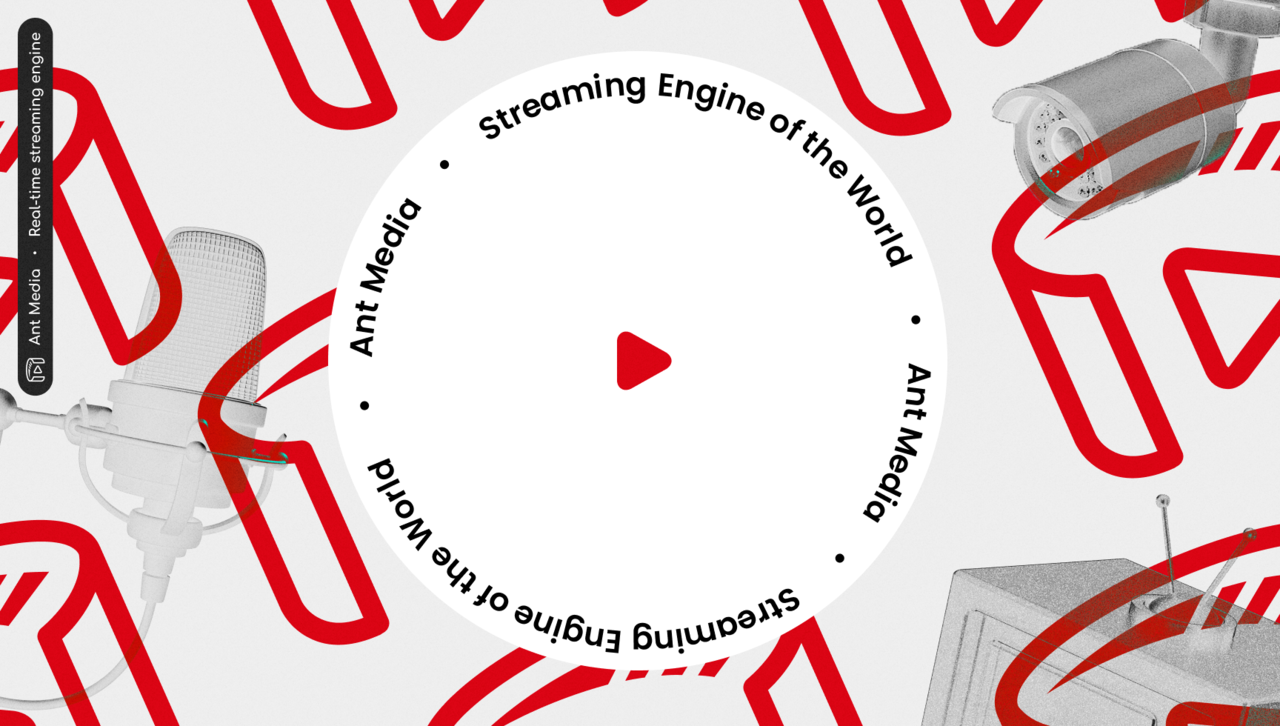 Ant Media • Real-time streaming engine
Streaming Engine of the World • Ant Media • Streaming Engine of the World • Ant Media •